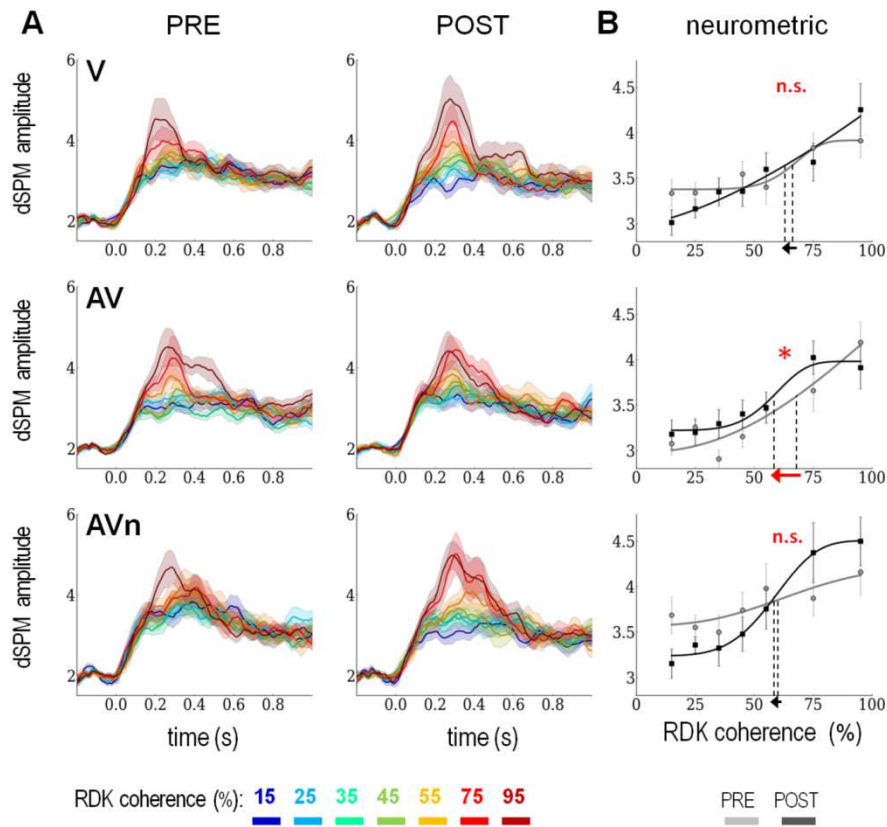 A PRE POST B neurometric
V
dSPM amplitude
6
4
2
0.0 0.2 0.4 0.6 0.8
6
4
2
0.0 0.2 0.4 0.6 0.8
n.s.
4.5
4
3.5
3
0 25 50 75 100
AV
dSPM amplitude
6
4
2
0.0 0.2 0.4 0.6 0.8
6
4
2
0.0 0.2 0.4 0.6 0.8
*
4.5
4
3.5
3
0 25 50 75 100
AVn
dSPM amplitude
6
4
2
0.0 0.2 0.4 0.6 0.8
6
4
2
0.0 0.2 0.4 0.6 0.8
n.s.
4.5
4
3.5
3
0 25 50 75 100
time (s) time (s) RDK coherence (%)
RDK coherence (%): 15 25 35 45 55 75 95 PRE POST